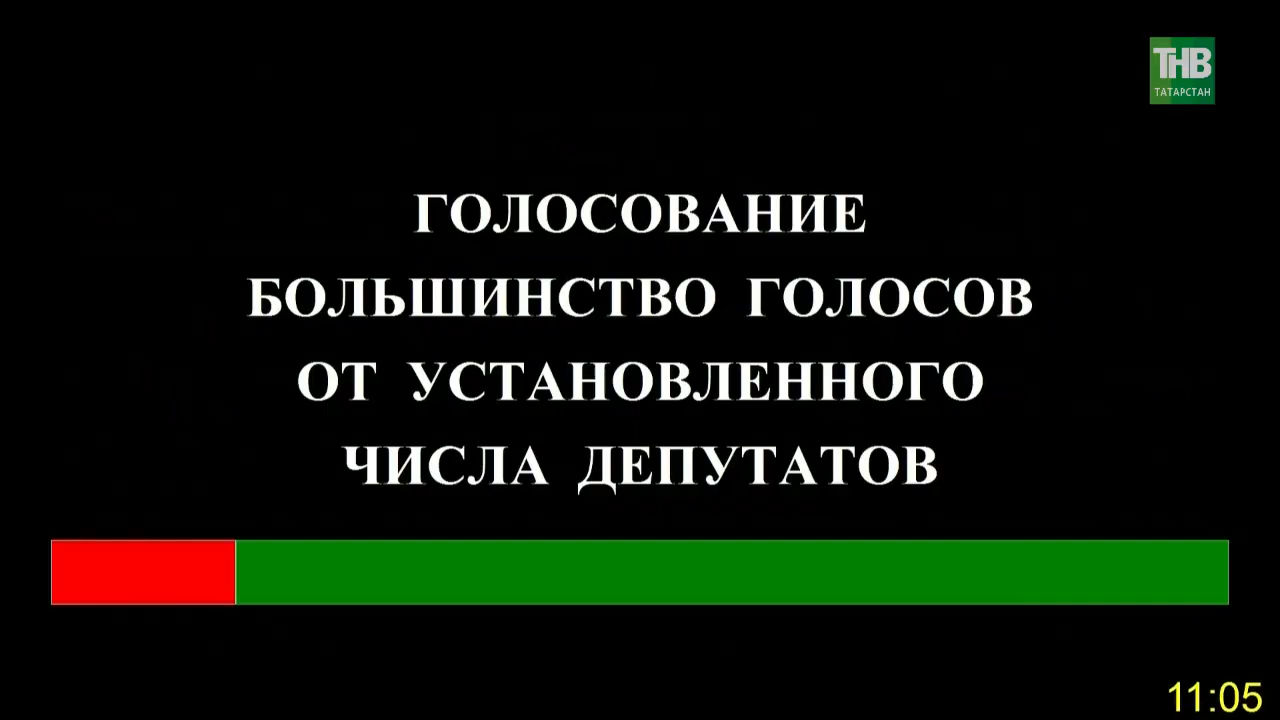 ТНВ
ТАТАРСТАН
ГОЛОСОВАНИЕ
БОЛЬШИНСТВО ГОЛОСОВ
ОТ УСТАНОВЛЕННОГО
ЧИСЛА ДЕПУТАТОВ
11:05